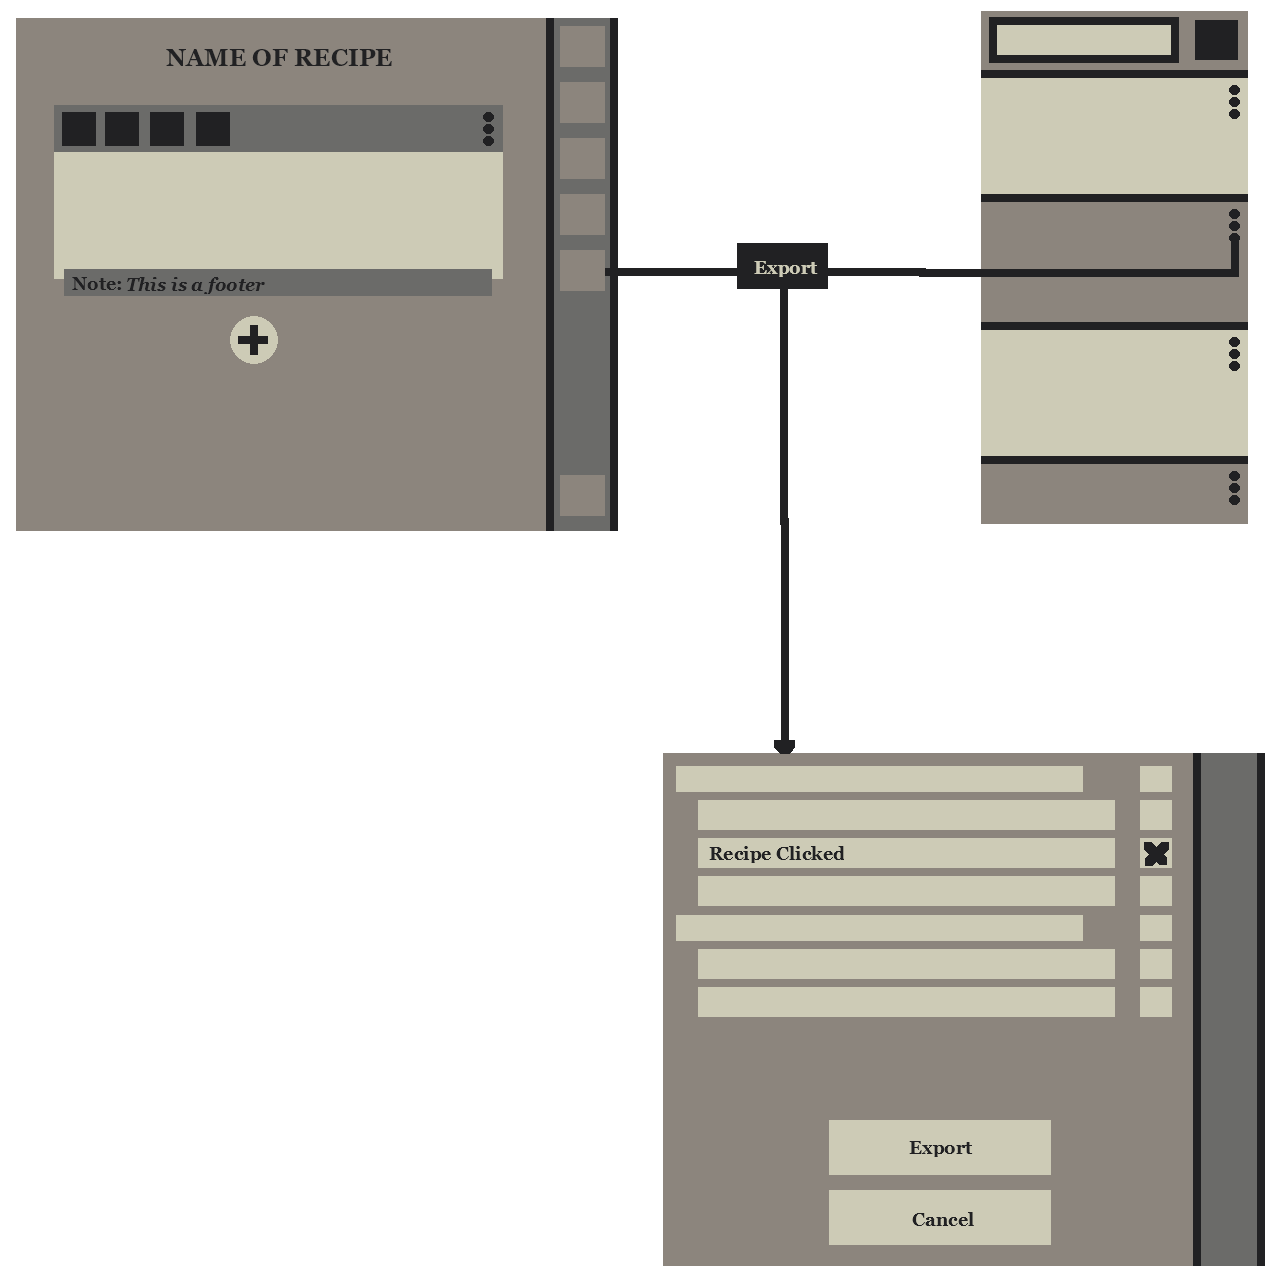 NAME OF RECIPE
Note: This is a footer
Export
Recipe Clicked
Export
Cancel